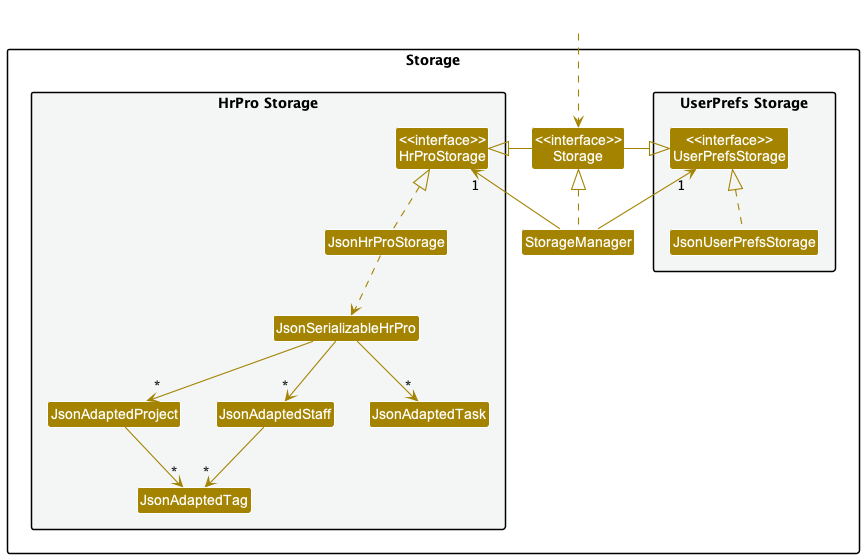 Storage
HrPro Storage
UserPrefs Storage
<<interface>>
HrProStorage
<<interface>>
Storage
<<interface>>
UserPrefsStorage
1
1
JsonHrProStorage
StorageManager
JsonUserPrefsStorage
JsonSerializableHrPro
*
*
*
JsonAdaptedProject
JsonAdaptedStaff
JsonAdaptedTask
*
*
JsonAdaptedTag